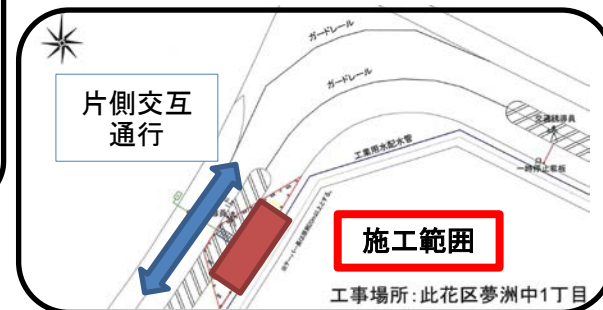 ガードレール
ガードレール
片側交互
通行
交通誘導員
工業用水配水管
一時停止看板
施工範囲
工事場所:此花区夢洲中1丁目